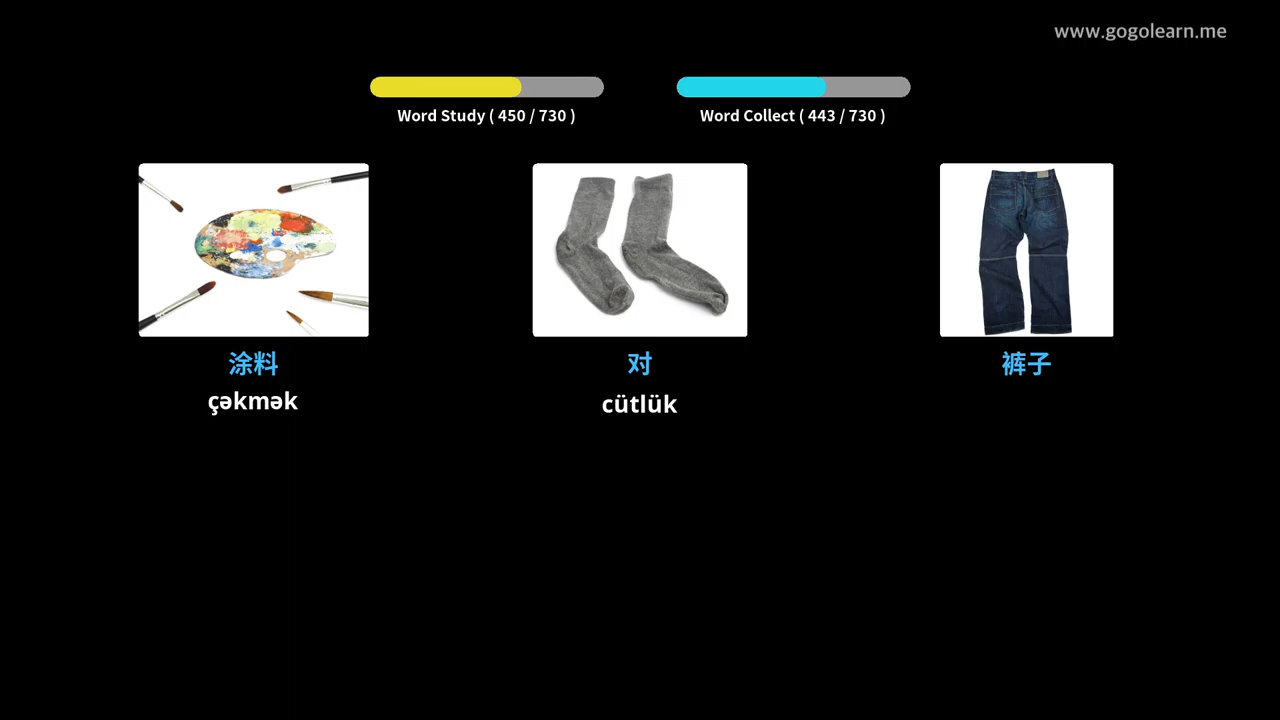 www.gogolearn.me
Word Study ( 450 / 730 )
Word Collect ( 443 / 730 )
涂料
对
裤子
çəkmək
cütlük